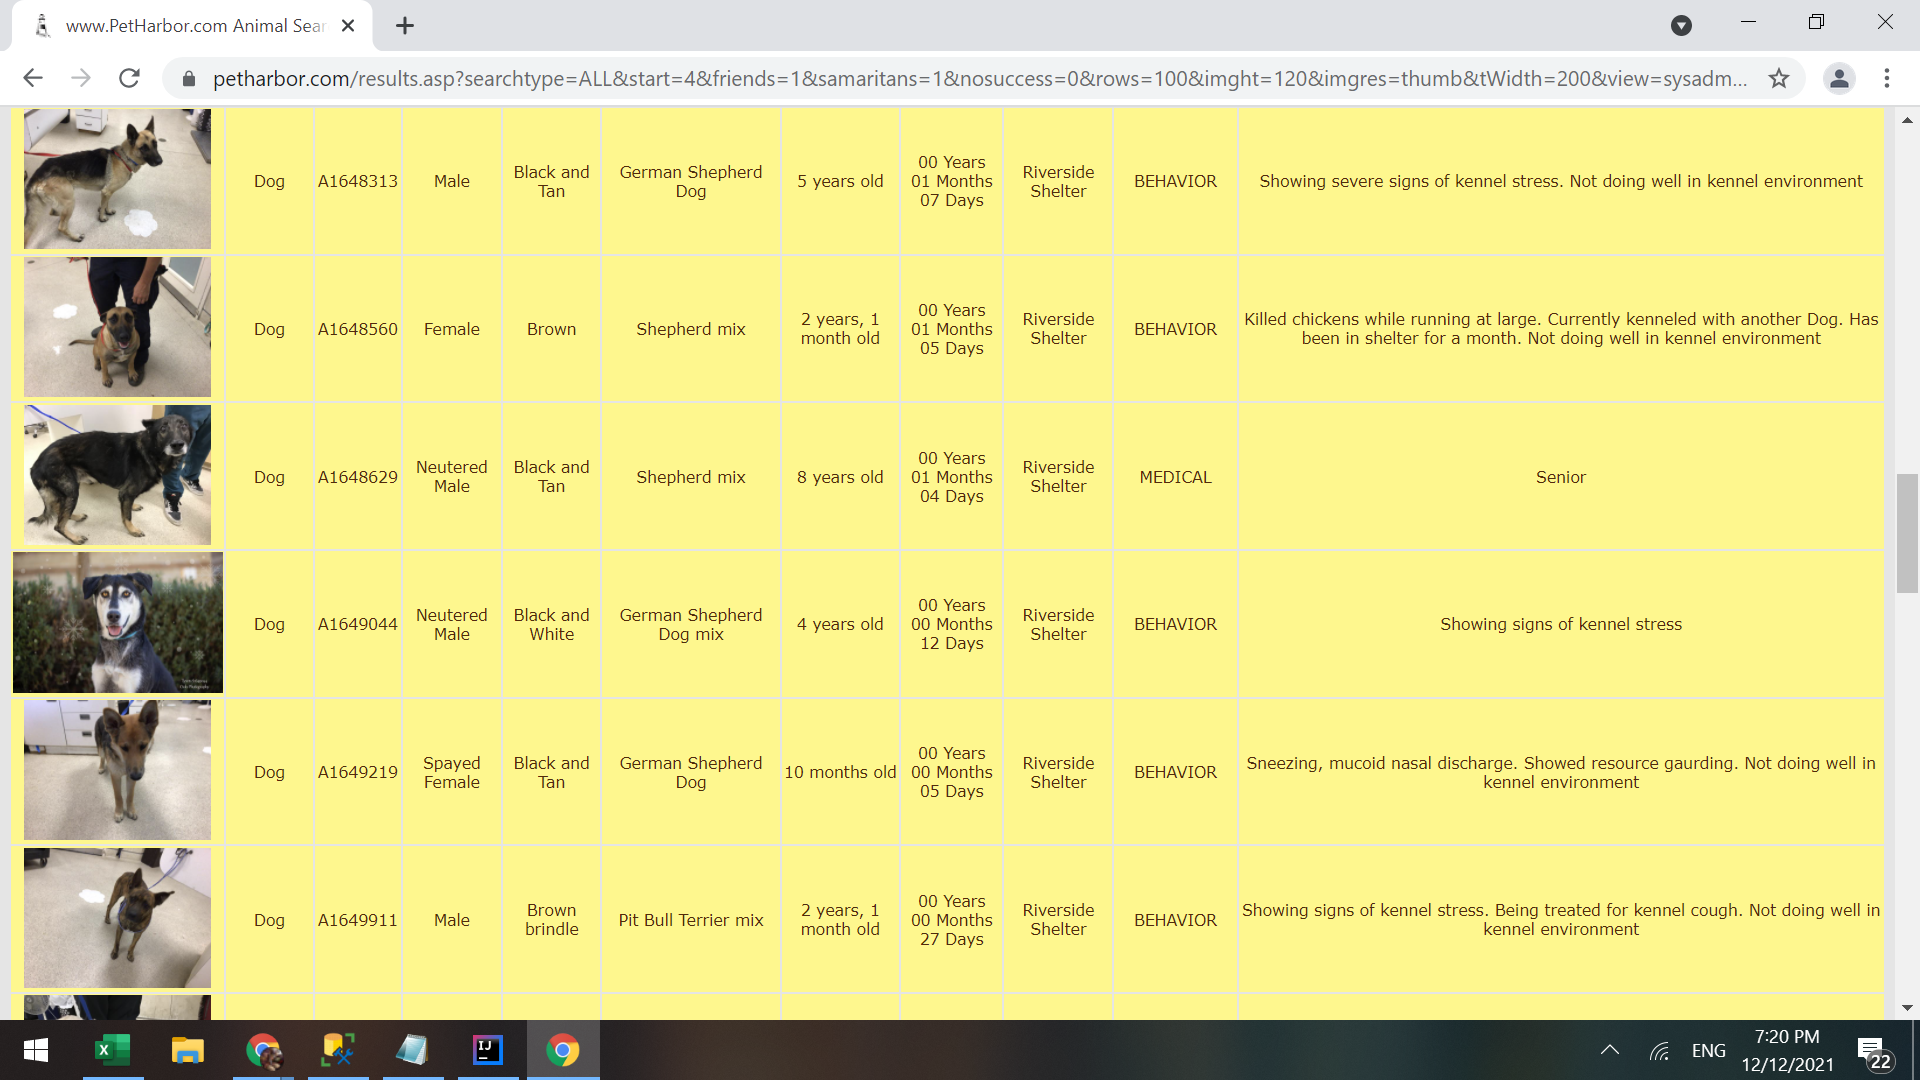 www.PetHarbor.com Animal Sear
petharbor.com/results.asp?searchtype=ALL&start=4&friends=1&samaritans=1&nosuccess=0&rows=100&imght=120&imgres=thumb&tWidth=200&view=sysadm...
Dog
A1648313
Male
Black and
Tan
German Shepherd
Dog
5 years old
00 Years
01 Months
07 Days
Riverside
Shelter
BEHAVIOR
Showing severe signs of kennel stress. Not doing well in kennel environment
Dog
A1648560
Female
Brown
Shepherd mix
2 years, 1
month old
00 Years
01 Months
05 Days
Riverside
Shelter
BEHAVIOR
Killed chickens while running at large. Currently kenneled with another Dog. Has
been in shelter for a month. Not doing well in kennel environment
Dog
A1648629
Neutered
Male
Black and
Tan
Shepherd mix
8 years old
00 Years
01 Months
04 Days
Riverside
Shelter
MEDICAL
Senior
Dog
A1649044
Neutered
Male
Black and
White
German Shepherd
Dog mix
4 years old
00 Years
00 Months
12 Days
Riverside
Shelter
BEHAVIOR
Showing signs of kennel stress
Dog
A1649219
Spayed
Female
Black and
Tan
German Shepherd
Dog
10 months old
00 Years
00 Months
05 Days
Riverside
Shelter
BEHAVIOR
Sneezing, mucoid nasal discharge. Showed resource gaurding. Not doing well in
kennel environment
Dog
A1649911
Male
Brown
brindle
Pit Bull Terrier mix
2 years, 1
month old
00 Years
00 Months
27 Days
Riverside
Shelter
BEHAVIOR
Showing signs of kennel stress. Being treated for kennel cough. Not doing well in
kennel environment
X
IJ
ENG
7:20 PM
12/12/2021
22